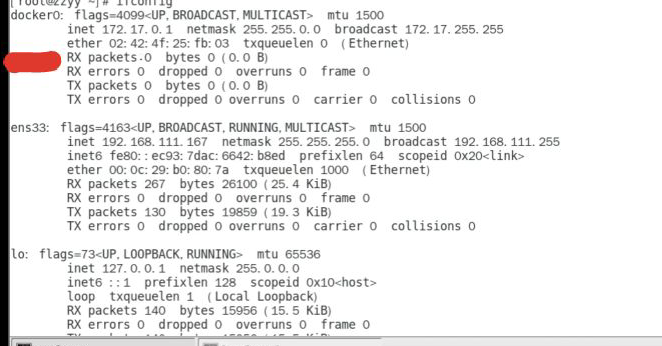 [root@zzyy ~]# ifconfig
docker0: flags=4099<UP,BROADCAST,MULTICAST>  mtu 1500
inet 172.17.0.1  netmask 255.255.0.0  broadcast 172.17.255.255
ether 02:42:4f:25:fb:03  txqueuelen 0  (Ethernet)
RX packets 0  bytes 0 (0.0 B)
RX errors 0  dropped 0  overruns 0  frame 0
TX packets 0  bytes 0 (0.0 B)
TX errors 0  dropped 0 overruns 0  carrier 0  collisions 0
ens33: flags=4163<UP,BROADCAST,RUNNING,MULTICAST>  mtu 1500
inet 192.168.111.167  netmask 255.255.255.0  broadcast 192.168.111.255
inet6 fe80::ec93:7dac:6642:b8ed  prefixlen 64  scopeid 0x20<link>
ether 00:0c:29:b0:80:7a  txqueuelen 1000  (Ethernet)
RX packets 267  bytes 26100 (25.4 KiB)
RX errors 0  dropped 0  overruns 0  frame 0
TX packets 130  bytes 19859 (19.3 KiB)
TX errors 0  dropped 0 overruns 0  carrier 0  collisions 0
lo: flags=73<UP,LOOPBACK,RUNNING>  mtu 65536
inet 127.0.0.1  netmask 255.0.0.0
inet6 ::1  prefixlen 128  scopeid 0x10<host>
loop  txqueuelen 1  (Local Loopback)
RX packets 140  bytes 15956 (15.5 KiB)
RX errors 0  dropped 0  overruns 0  frame 0